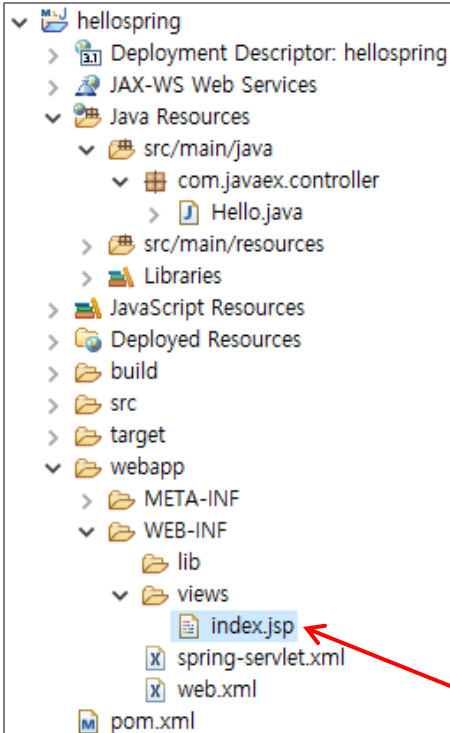 hellospring
Deployment Descriptor: hellospring
JAX-WS Web Services
Java Resources
src/main/java
com.javaex.controller
Hello.java
src/main/resources
Libraries
JavaScript Resources
Deployed Resources
build
src
target
webapp
META-INF
WEB-INF
lib
views
index.jsp
spring-servlet.xml
web.xml
pom.xml